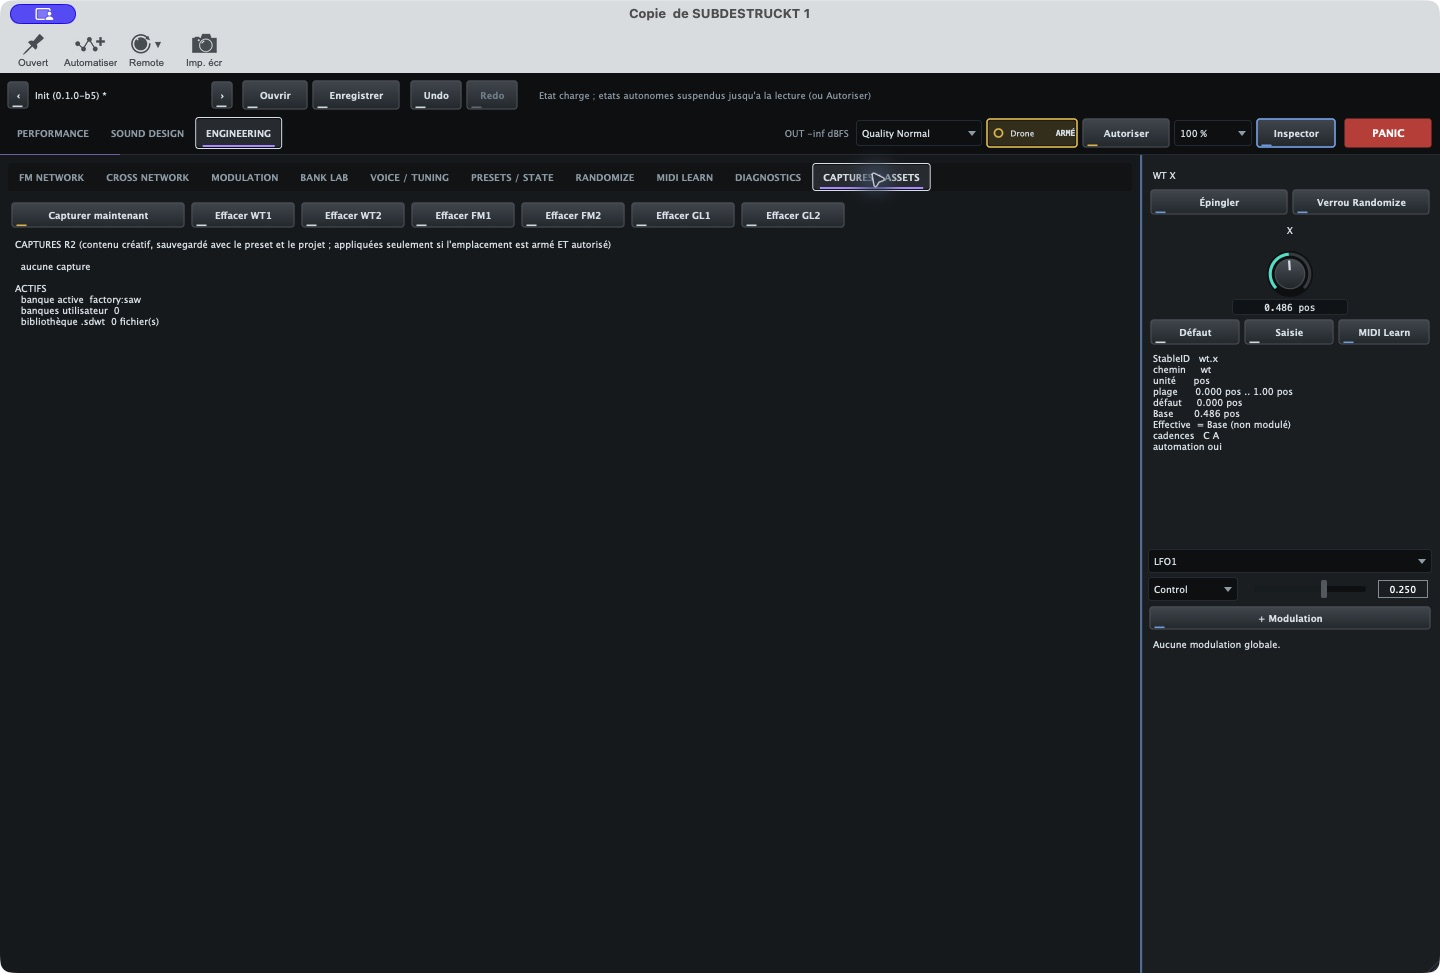 Copie  de SUBDESTRUCKT 1
Ouvert Automatiser Remote Imp. écr
‹ Init (0.1.0-b5) * › Ouvrir Enregistrer Undo Redo Etat charge ; etats autonomes suspendus jusqu'a la lecture (ou Autoriser)
PERFORMANCE SOUND DESIGN ENGINEERING OUT -inf dBFS Quality Normal Drone ARMÉ Autoriser 100 % Inspector PANIC
FM NETWORK CROSS NETWORK MODULATION BANK LAB VOICE / TUNING PRESETS / STATE RANDOMIZE MIDI LEARN DIAGNOSTICS CAPTURES ASSETS
Capturer maintenant Effacer WT1 Effacer WT2 Effacer FM1 Effacer FM2 Effacer GL1 Effacer GL2
CAPTURES R2 (contenu créatif, sauvegardé avec le preset et le projet ; appliquées seulement si l'emplacement est armé ET autorisé)
aucune capture
ACTIFS
banque active  factory:saw
banques utilisateur  0
bibliothèque .sdwt  0 fichier(s)
WT X
Épingler Verrou Randomize
X
0.486 pos
Défaut Saisie MIDI Learn
StableID wt.x
chemin wt
unité pos
plage 0.000 pos .. 1.00 pos
défaut 0.000 pos
Base 0.486 pos
Effective = Base (non modulé)
cadences C A
automation oui
LFO1
Control 0.250
+ Modulation
Aucune modulation globale.